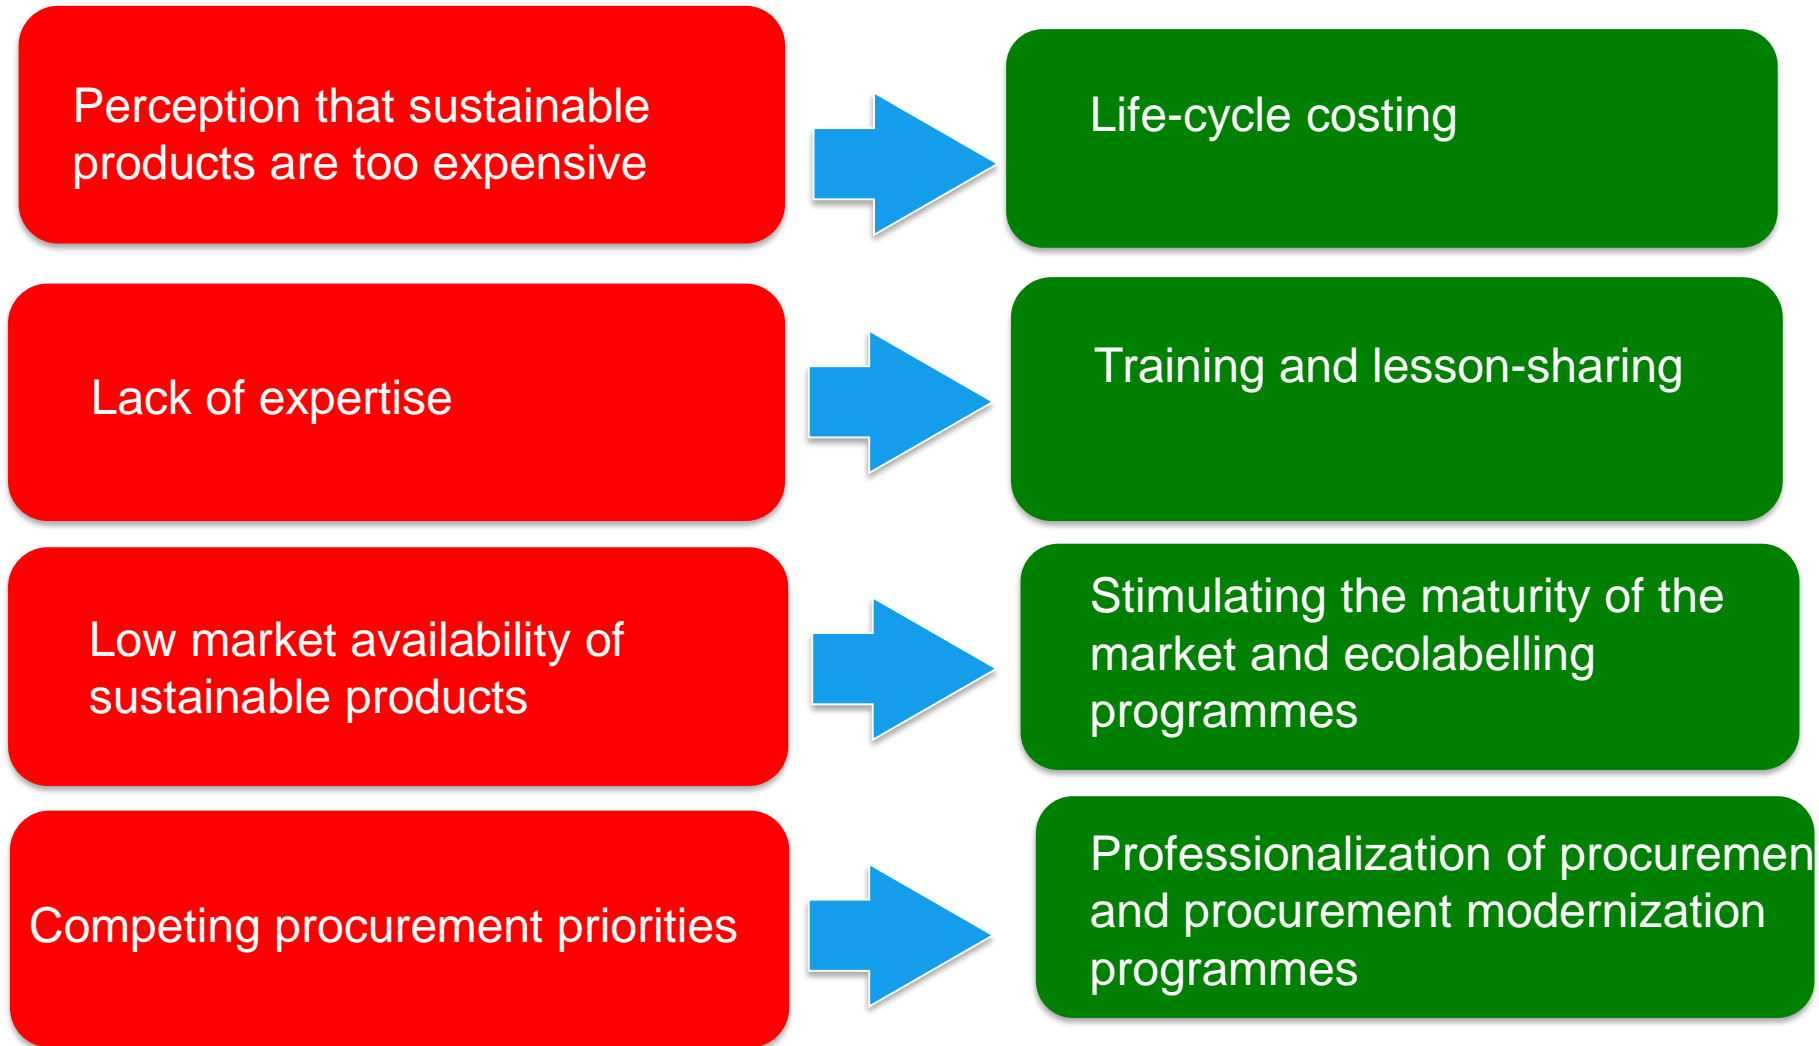 Perception that sustainable
products are too expensive
Life-cycle costing
Lack of expertise
Training and lesson-sharing
Low market availability of
sustainable products
Stimulating the maturity of the
market and ecolabelling
programmes
Competing procurement priorities
Professionalization of procuremen
and procurement modernization
programmes